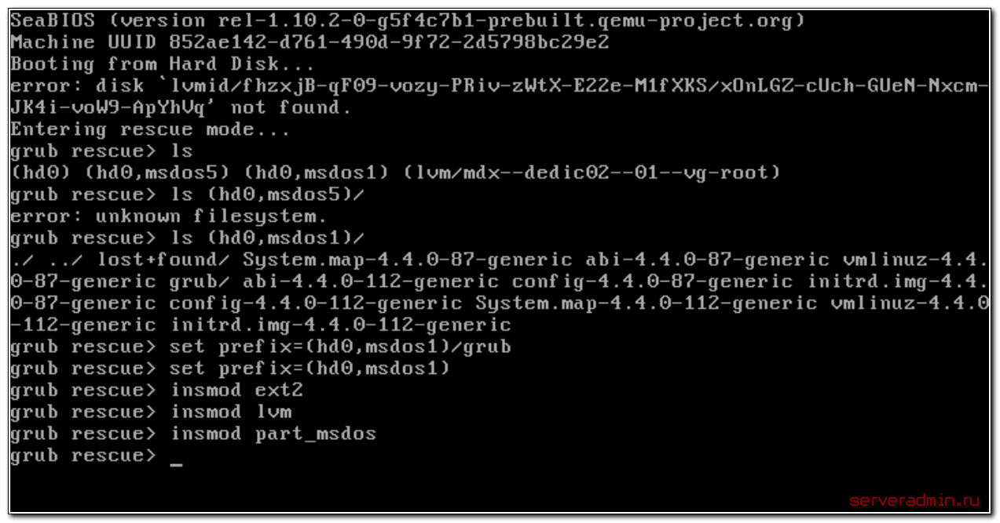 SeaBIOS (version rel-1.10.2-0-g5f4c7b1-prebuilt.qemu-project.org)
Machine UUID 852ae142-d761-490d-9f72-2d5798bc29e2
Booting from Hard Disk...
error: disk `lvmid/fhzxjB-qF09-vozy-PRiv-zWtX-E22e-M1fXKS/xOnLGZ-cUch-GUeN-Nxcm-
JK4i-voW9-ApYhVq' not found.
Entering rescue mode...
grub rescue> ls
(hd0) (hd0,msdos5) (hd0,msdos1) (lvm/mdx--dedic02--01--vg-root)
grub rescue> ls (hd0,msdos5)/
error: unknown filesystem.
grub rescue> ls (hd0,msdos1)/
./ ../ lost+found/ System.map-4.4.0-87-generic abi-4.4.0-87-generic vmlinuz-4.4.
0-87-generic grub/ abi-4.4.0-112-generic config-4.4.0-87-generic initrd.img-4.4.
0-87-generic config-4.4.0-112-generic System.map-4.4.0-112-generic vmlinuz-4.4.0
-112-generic initrd.img-4.4.0-112-generic
grub rescue> set prefix=(hd0,msdos1)/grub
grub rescue> set prefix=(hd0,msdos1)
grub rescue> insmod ext2
grub rescue> insmod lvm
grub rescue> insmod part_msdos
grub rescue> _
serveradmin.ru